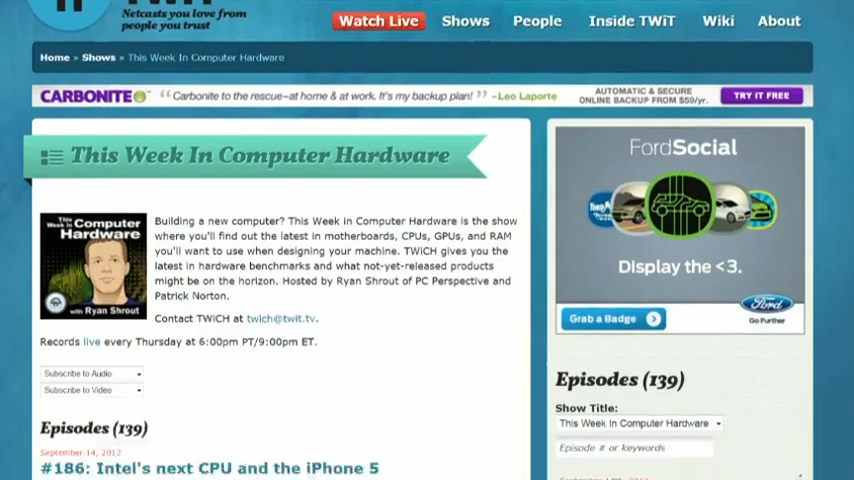 Netcasts you love from
people you trust
Watch Live
Shows
People
Inside TWiT
Wiki
About
Home » Shows » This Week In Computer Hardware
CARBONITE
“Carbonite to the rescue—at home & at work. It's my backup plan!” –Leo Laporte
AUTOMATIC & SECURE
ONLINE BACKUP FROM $59/yr.
TRY IT FREE
This Week In Computer Hardware
This Week in
Computer
Hardware
with Ryan Shrout
Building a new computer? This Week in Computer Hardware is the show
where you'll find out the latest in motherboards, CPUs, GPUs, and RAM
you'll want to use when designing your machine. TWiCH gives you the
latest in hardware benchmarks and what not-yet-released products
might be on the horizon. Hosted by Ryan Shrout of PC Perspective and
Patrick Norton.
Contact TWiCH at twich@twit.tv.
Records live every Thursday at 6:00pm PT/9:00pm ET.
Subscribe to Audio
Subscribe to Video
Episodes (139)
September 14, 2012
#186: Intel's next CPU and the iPhone 5
FordSocial
Display the <3.
Grab a Badge
Ford
Go Further
Episodes (139)
Show Title:
This Week In Computer Hardware
Episode # or keywords